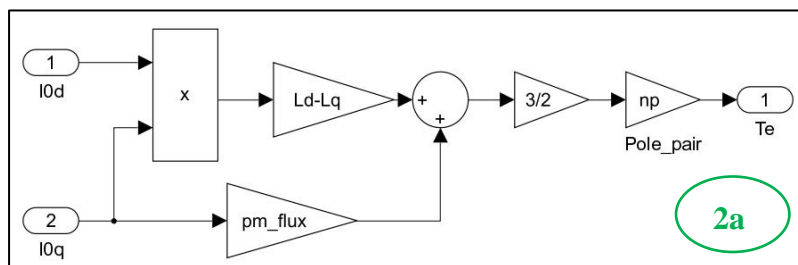 1
I0d
x
Ld-Lq
+
+
3/2
np
Pole_pair
1
Te
2
I0q
pm_flux
2a